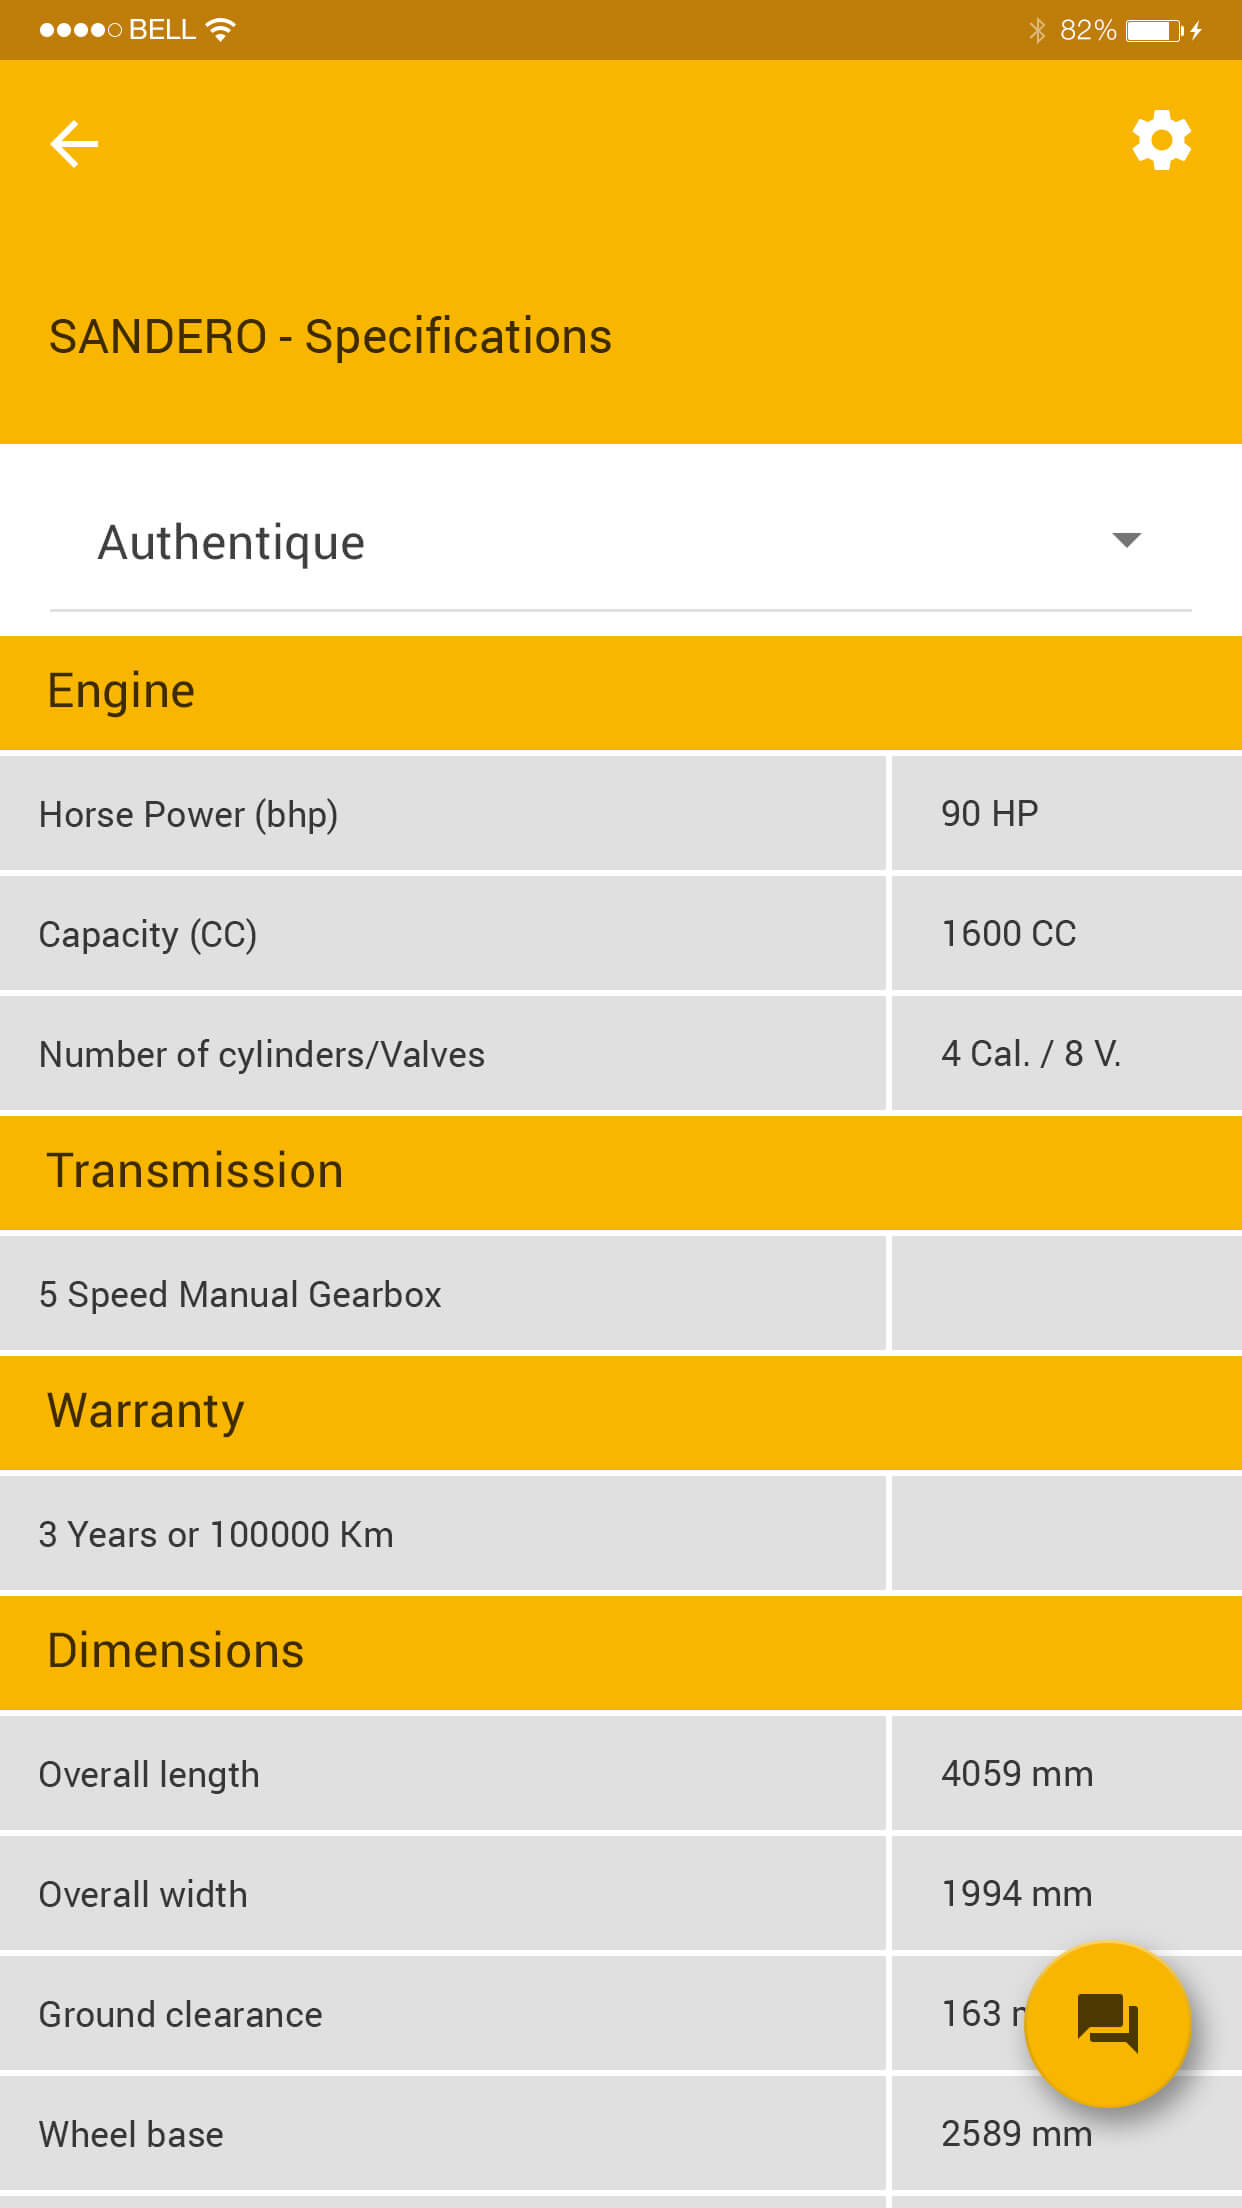 BELL 82%
SANDERO - Specifications
Authentique
Engine
Horse Power (bhp) 90 HP
Capacity (CC) 1600 CC
Number of cylinders/Valves 4 Cal. / 8 V.
Transmission
5 Speed Manual Gearbox
Warranty
3 Years or 100000 Km
Dimensions
Overall length 4059 mm
Overall width 1994 mm
Ground clearance 163
Wheel base 2589 mm